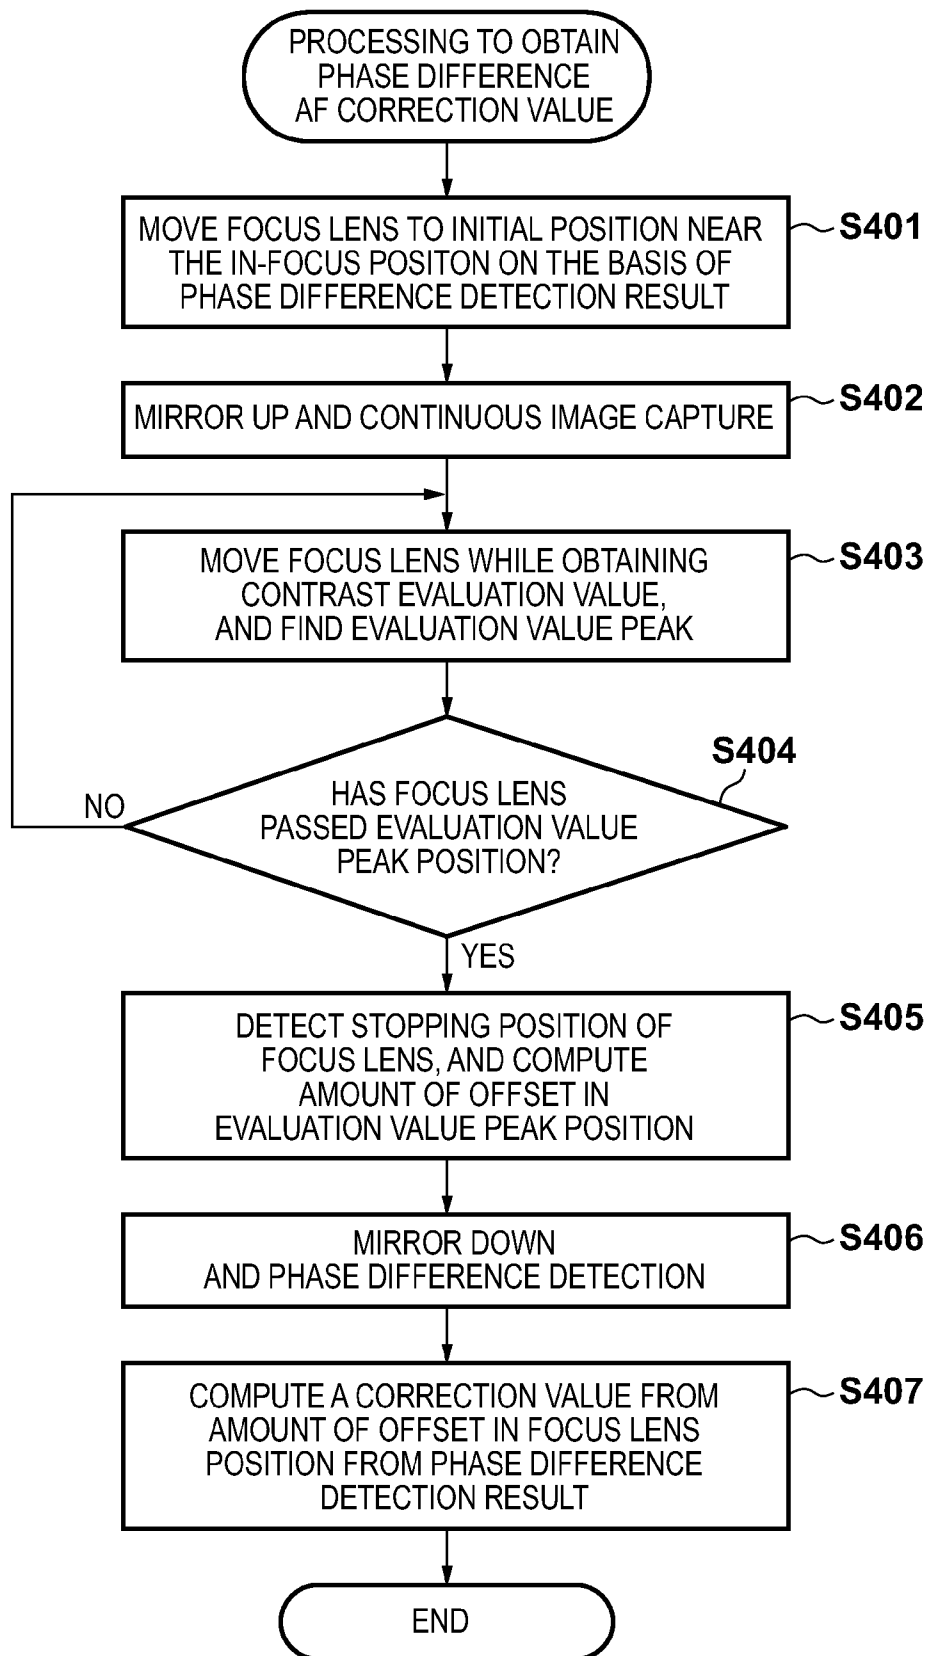 PROCESSING TO OBTAIN
PHASE DIFFERENCE
AF CORRECTION VALUE
MOVE FOCUS LENS TO INITIAL POSITION NEAR
THE IN-FOCUS POSITON ON THE BASIS OF
PHASE DIFFERENCE DETECTION RESULT
S401
MIRROR UP AND CONTINUOUS IMAGE CAPTURE
S402
MOVE FOCUS LENS WHILE OBTAINING
CONTRAST EVALUATION VALUE,
AND FIND EVALUATION VALUE PEAK
S403
S404
HAS FOCUS LENS
PASSED EVALUATION VALUE
PEAK POSITION?
NO
YES
DETECT STOPPING POSITION OF
FOCUS LENS, AND COMPUTE
AMOUNT OF OFFSET IN
EVALUATION VALUE PEAK POSITION
S405
MIRROR DOWN
AND PHASE DIFFERENCE DETECTION
S406
COMPUTE A CORRECTION VALUE FROM
AMOUNT OF OFFSET IN FOCUS LENS
POSITION FROM PHASE DIFFERENCE
DETECTION RESULT
S407
END